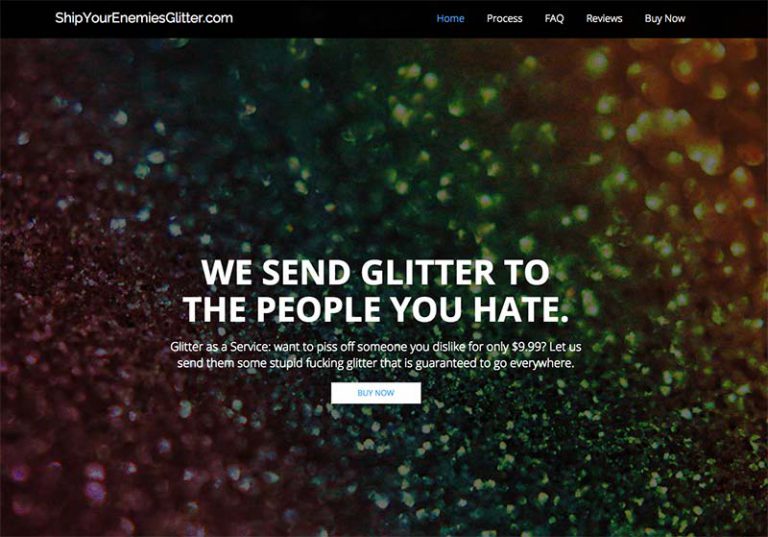 ShipYourEnemiesGlitter.com
Home Process FAQ Reviews Buy Now
WE SEND GLITTER TO
THE PEOPLE YOU HATE.
Glitter as a Service: want to piss off someone you dislike for only $9.99? Let us
send them some stupid fucking glitter that is guaranteed to go everywhere.
BUY NOW